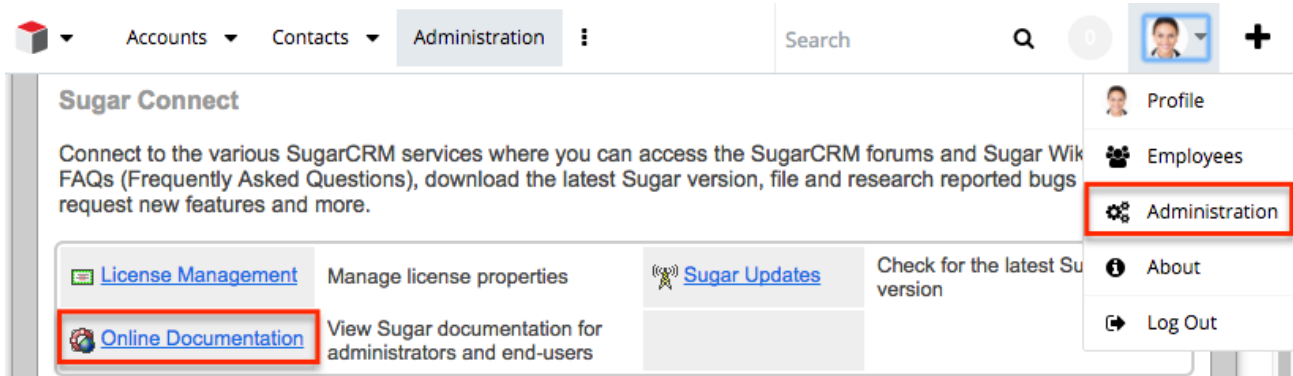 Accounts Contacts Administration Search 0
Sugar Connect
Profile
Connect to the various SugarCRM services where you can access the SugarCRM forums and Sugar Wik
FAQs (Frequently Asked Questions), download the latest Sugar version, file and research reported bugs
request new features and more.
Employees
Administration
License Management Manage license properties Sugar Updates Check for the latest Su
version
About
Online Documentation View Sugar documentation for
administrators and end-users
Log Out